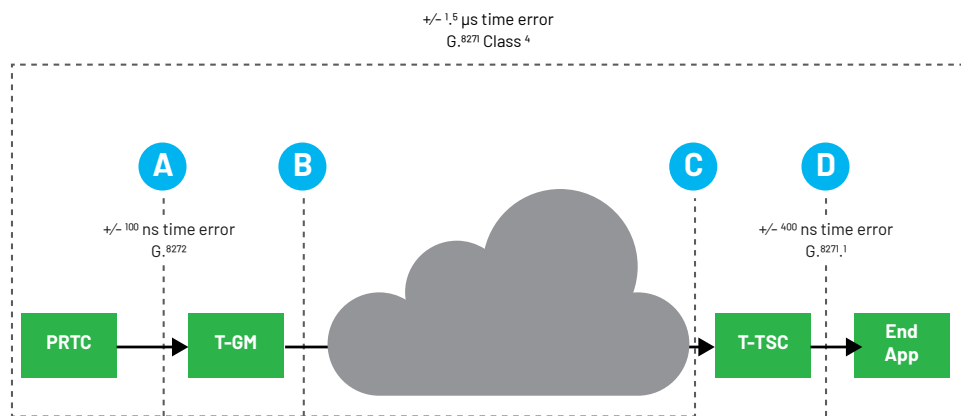 +/– 1.5 µs time error
G.8271 Class 4
A
B
C
D
+/– 100 ns time error
G.8272
+/– 400 ns time error
G.8271.1
PRTC
T-GM
T-TSC
End
App